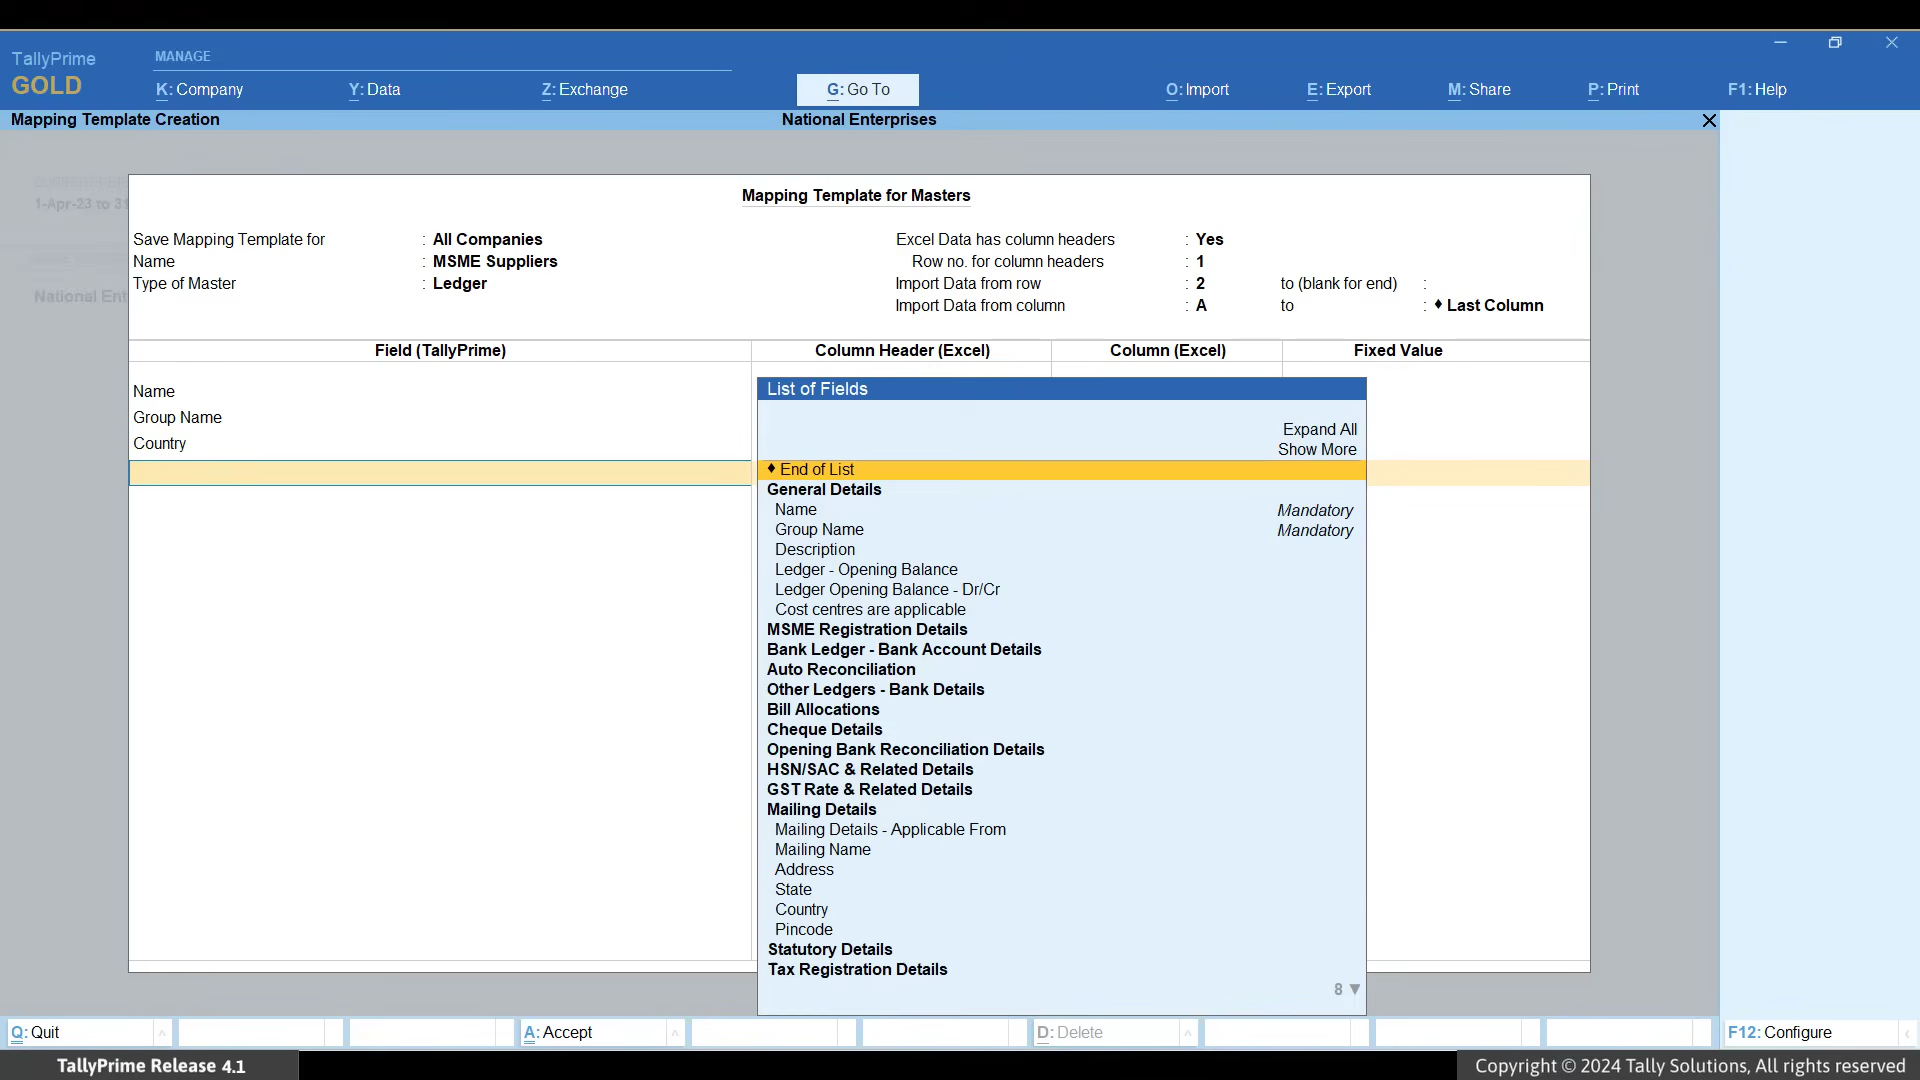 TallyPrime
GOLD
MANAGE
K: Company
Y: Data
Z: Exchange
G: Go To
O: Import
E: Export
M: Share
P: Print
F1: Help
Mapping Template Creation
National Enterprises
1-Apr-23 to 31
National Ent
Mapping Template for Masters
Save Mapping Template for : All Companies
Name : MSME Suppliers
Type of Master : Ledger
Excel Data has column headers : Yes
Row no. for column headers : 1
Import Data from row : 2 to (blank for end) :
Import Data from column : A to : ♦ Last Column
Field (TallyPrime) Column Header (Excel) Column (Excel) Fixed Value
Name
Group Name
Country
List of Fields
Expand All
Show More
♦ End of List
General Details
Name Mandatory
Group Name Mandatory
Description
Ledger - Opening Balance
Ledger Opening Balance - Dr/Cr
Cost centres are applicable
MSME Registration Details
Bank Ledger - Bank Account Details
Auto Reconciliation
Other Ledgers - Bank Details
Bill Allocations
Cheque Details
Opening Bank Reconciliation Details
HSN/SAC & Related Details
GST Rate & Related Details
Mailing Details
Mailing Details - Applicable From
Mailing Name
Address
State
Country
Pincode
Statutory Details
Tax Registration Details
8 ▼
Q: Quit
A: Accept
D: Delete
F12: Configure
TallyPrime Release 4.1
Copyright © 2024 Tally Solutions, All rights reserved